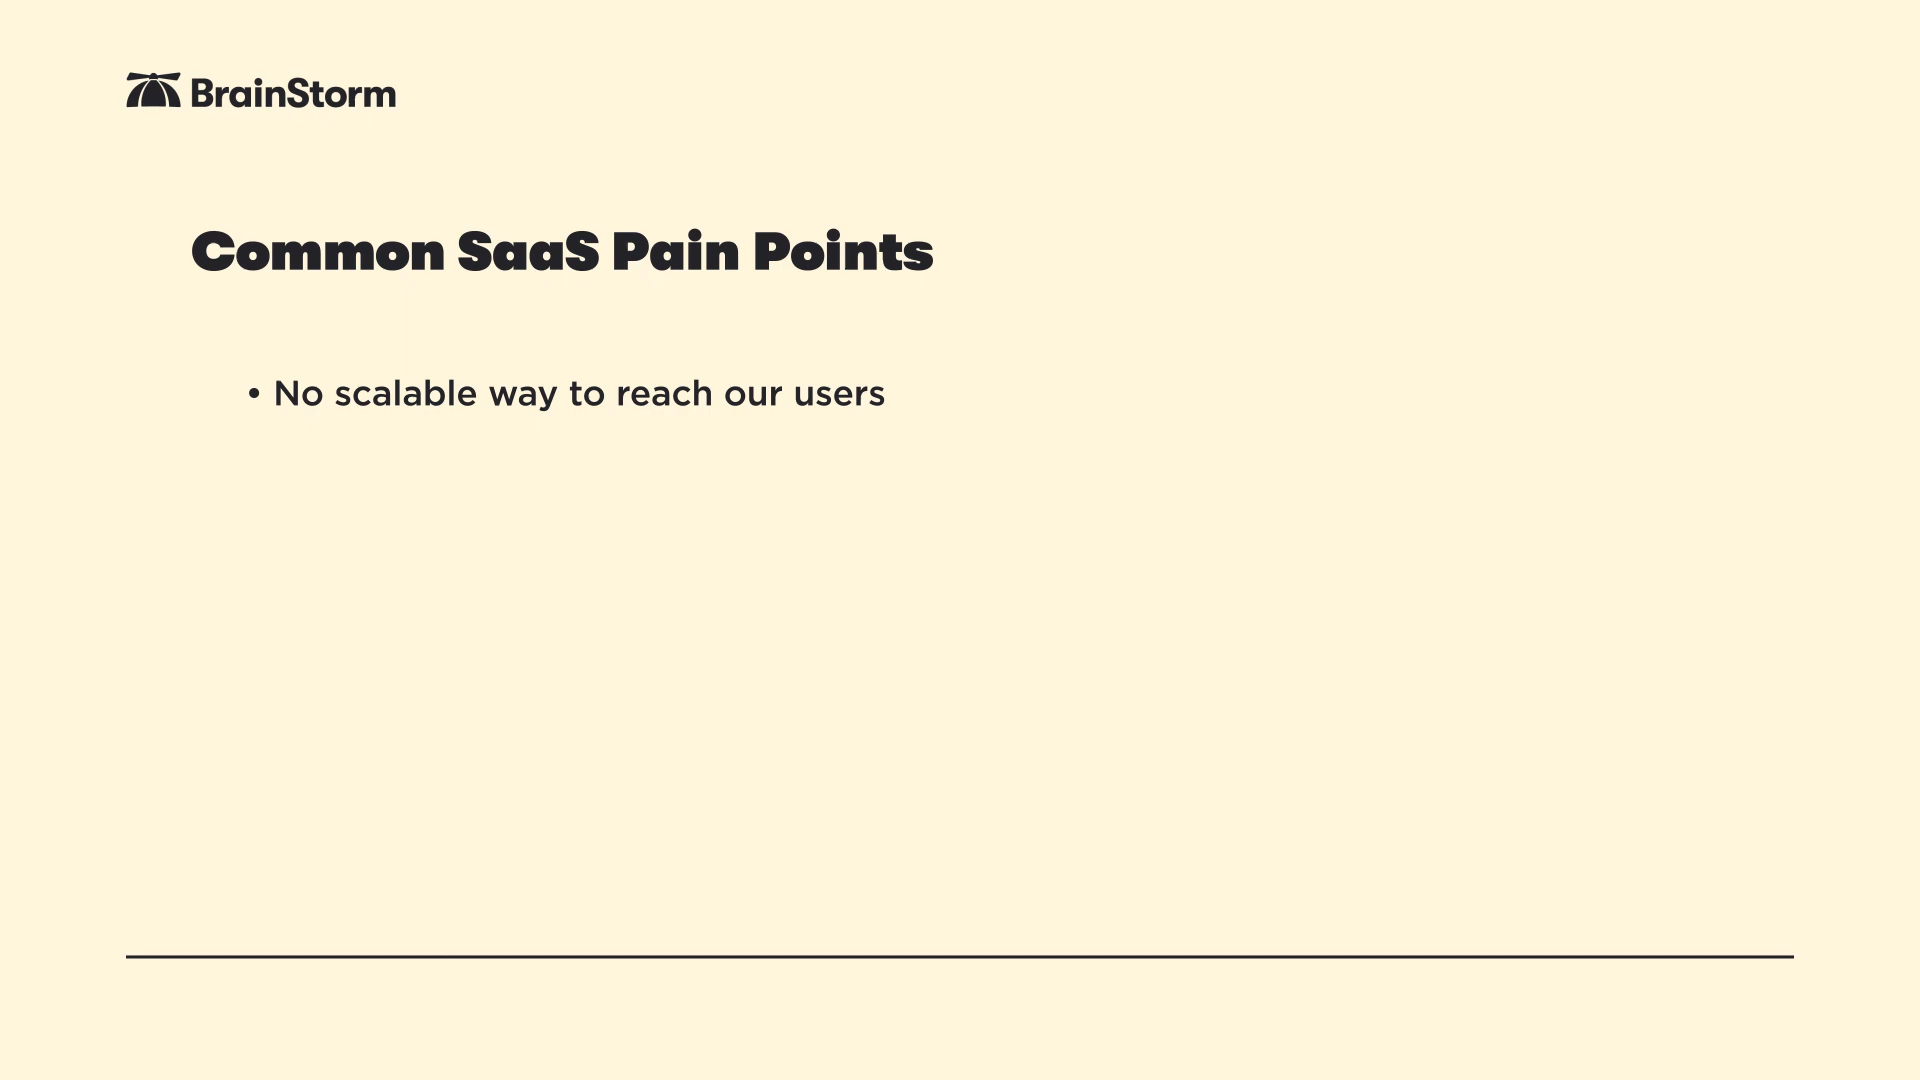 BrainStorm
Common SaaS Pain Points
• No scalable way to reach our users